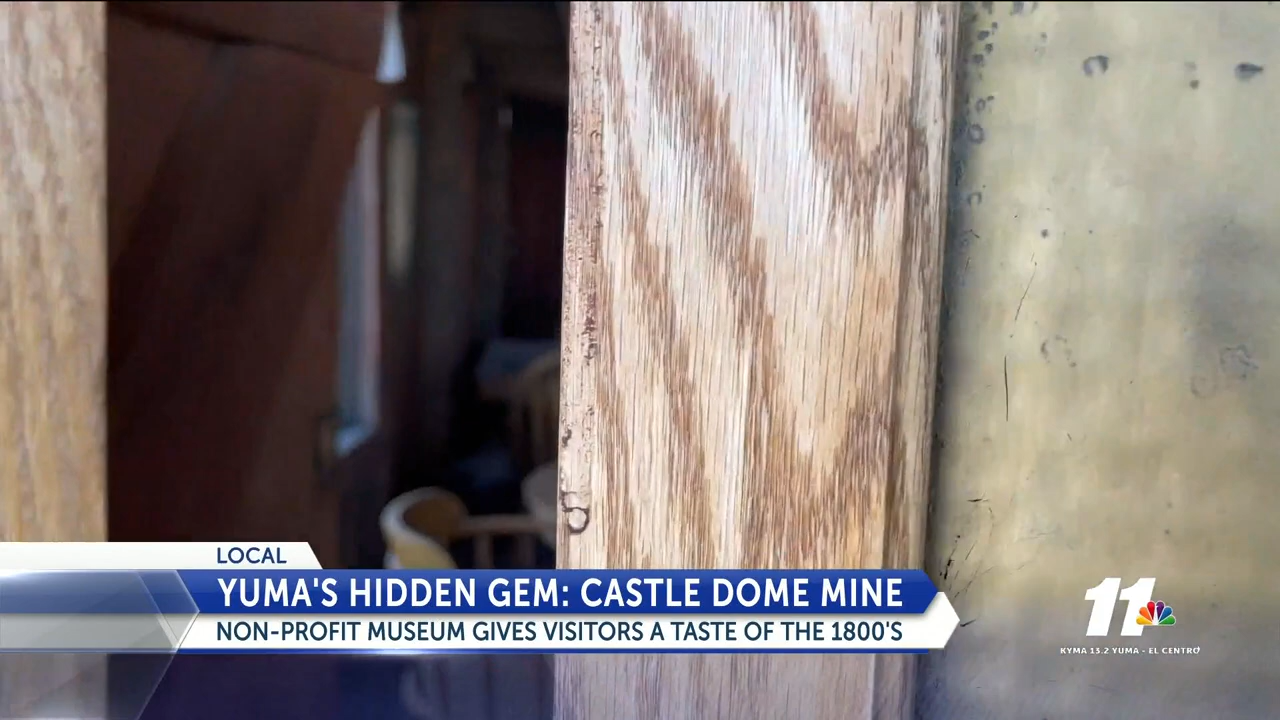 LOCAL
YUMA'S HIDDEN GEM: CASTLE DOME MINE
NON-PROFIT MUSEUM GIVES VISITORS A TASTE OF THE 1800'S
11
KYMA 13.2 YUMA - EL CENTRO